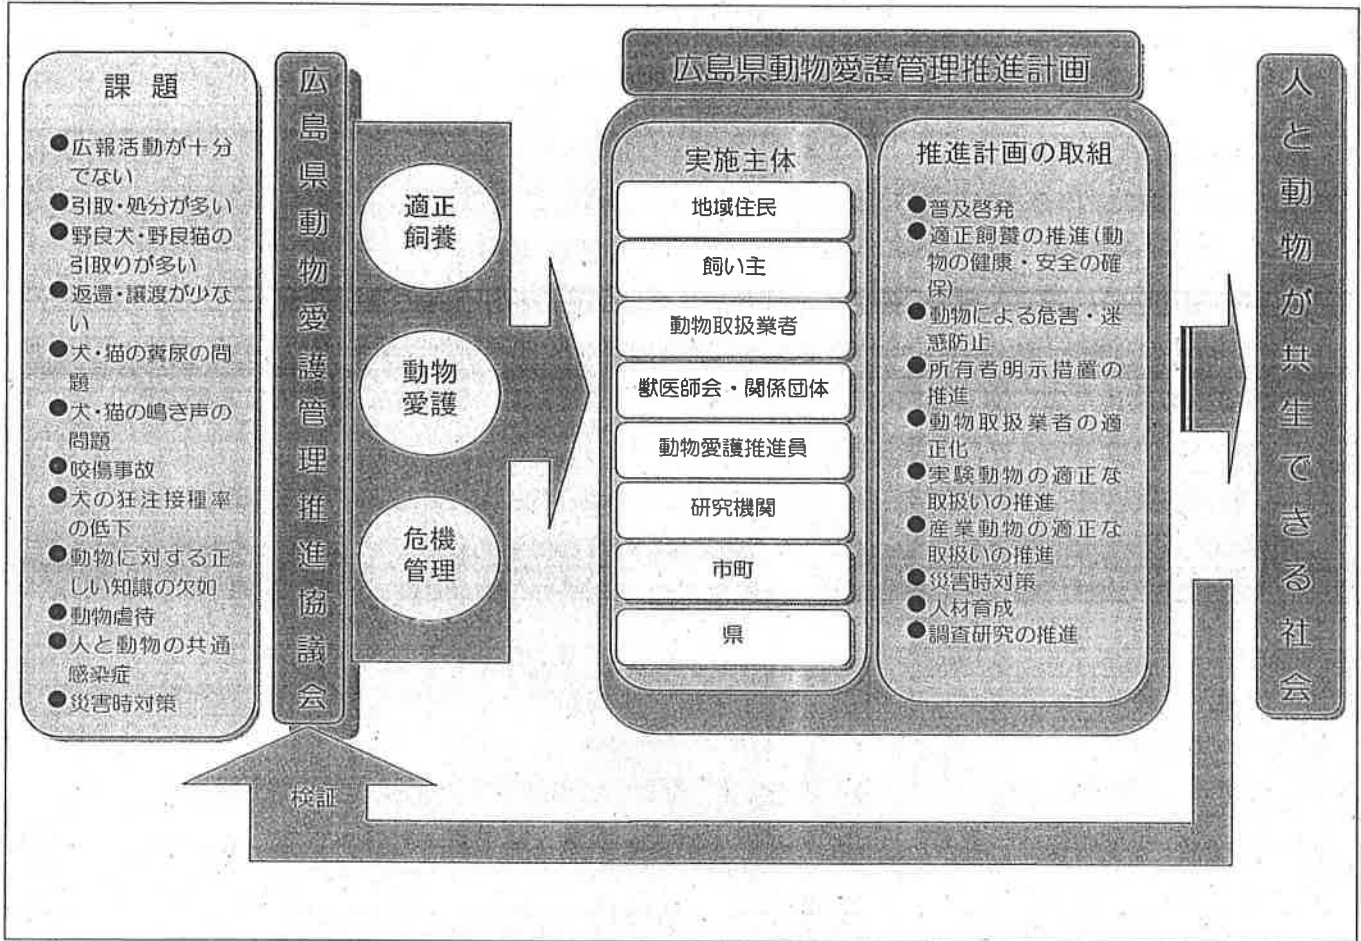 課題
●広報活動が十分
でない
●引取・処分が多い
●野良犬・野良猫の
引取りが多い
●返還・譲渡が少な
い
●犬・猫の糞尿の問
題
●犬・猫の鳴き声の
問題
●咬傷事故
●犬の狂注接種率
の低下
●動物に対する正
しい知識の欠如
●動物虐待
●人と動物の共通
感染症
●災害時対策
広島県動物愛護管理推進協議会
適正
飼養
動物
愛護
危機
管理
広島県動物愛護管理推進計画
実施主体
地域住民
飼い主
動物取扱業者
獣医師会・関係団体
動物愛護推進員
研究機関
市町
県
推進計画の取組
●普及啓発
●適正飼養の推進(動
物の健康・安全の確
保)
●動物による危害・迷
惑防止
●所有者明示措置の
推進
●動物取扱業者の適
正化
●実験動物の適正な
取扱いの推進
●産業動物の適正な
取扱いの推進
●災害時対策
●人材育成
●調査研究の推進
人と動物が共生できる社会
検証